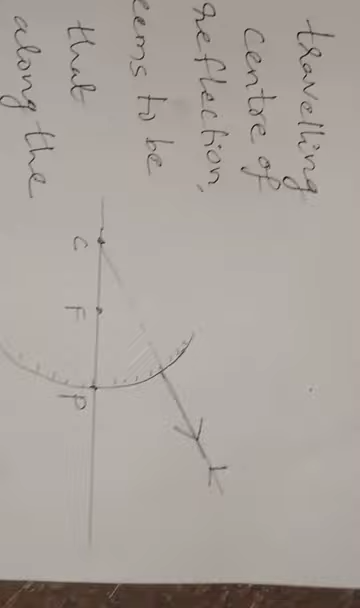 travelling
centre of
reflection,
eems to be
that
along the
C F P